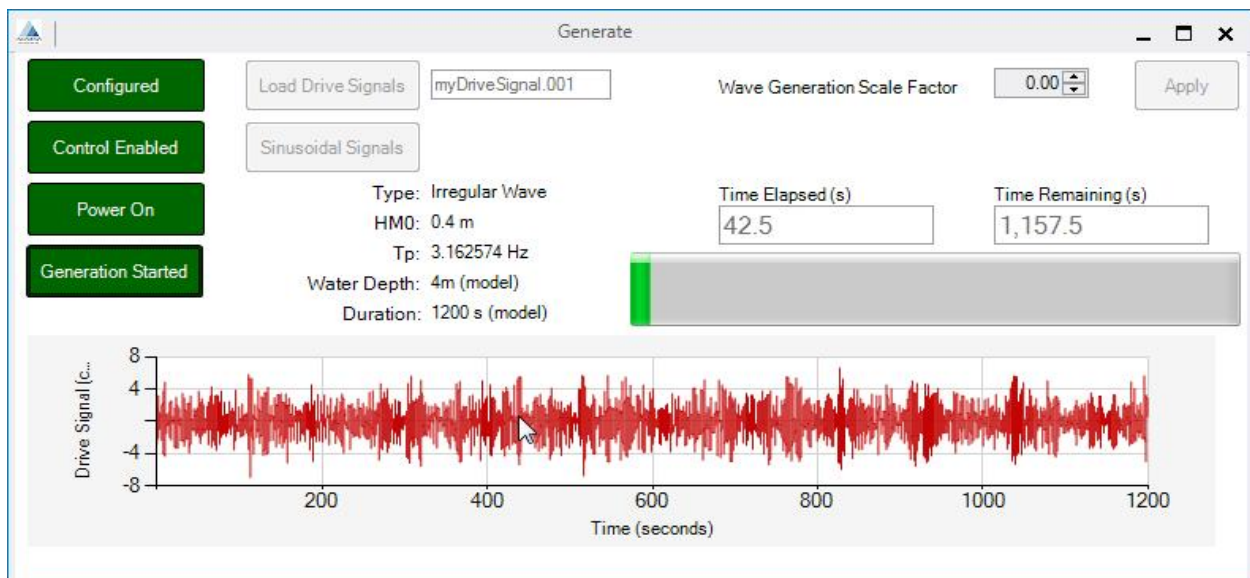 Generate
Configured
Load Drive Signals
myDriveSignal.001
Wave Generation Scale Factor
0.00
Apply
Control Enabled
Sinusoidal Signals
Power On
Type: Irregular Wave
Time Elapsed (s)
Time Remaining (s)
HM0: 0.4 m
42.5
1,157.5
Tp: 3.162574 Hz
Generation Started
Water Depth: 4m (model)
Duration: 1200 s (model)
Drive Signal (c...
8
4
-4
-8
200
400
600
800
1000
1200
Time (seconds)